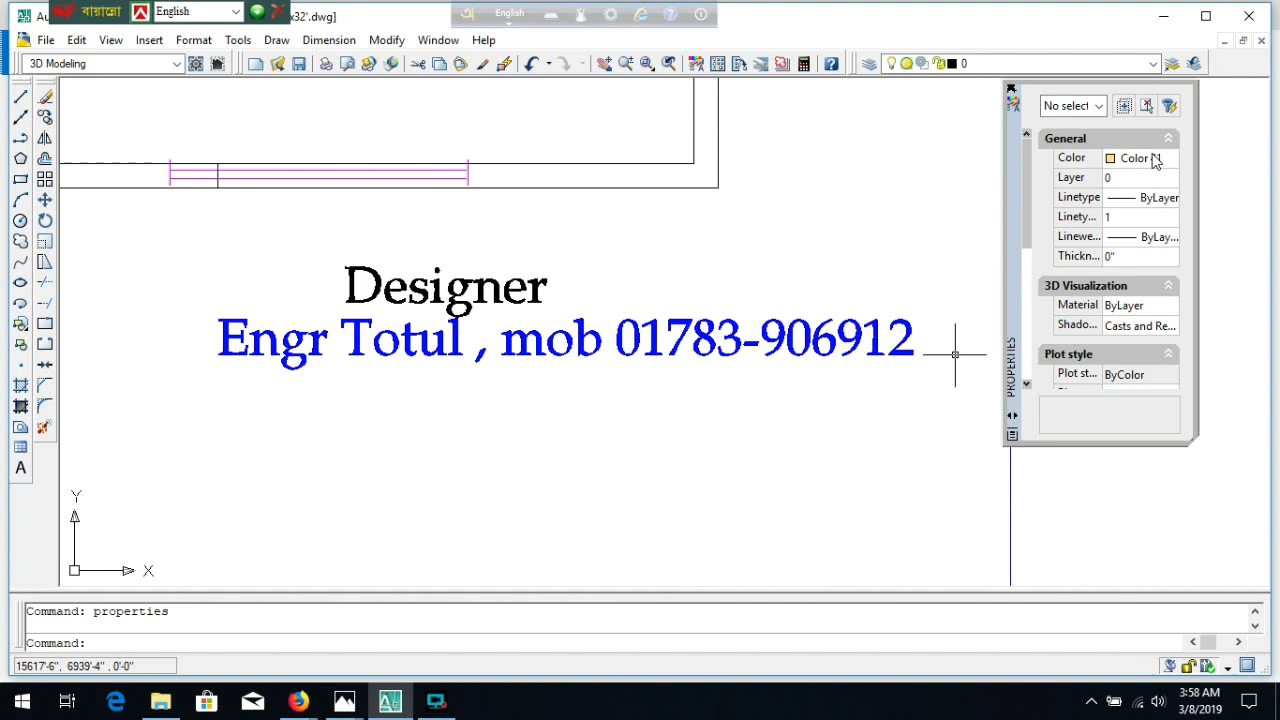 বায়ান্নো
English
English
x32'.dwg]
File Edit View Insert Format Tools Draw Dimension Modify Window Help
3D Modeling
0
No select
General
Color Color
Layer 0
Linetype ByLayer
Linety... 1
Linewe... ByLay...
Thickn... 0"
3D Visualization
Material ByLayer
Shado... Casts and Re...
Plot style
Plot st... ByColor
PROPERTIES
Designer
Engr Totul , mob 01783-906912
A
Y
X
Command: properties
Command:
15617'-6", 6939'-4" , 0'-0"
3:58 AM
3/8/2019